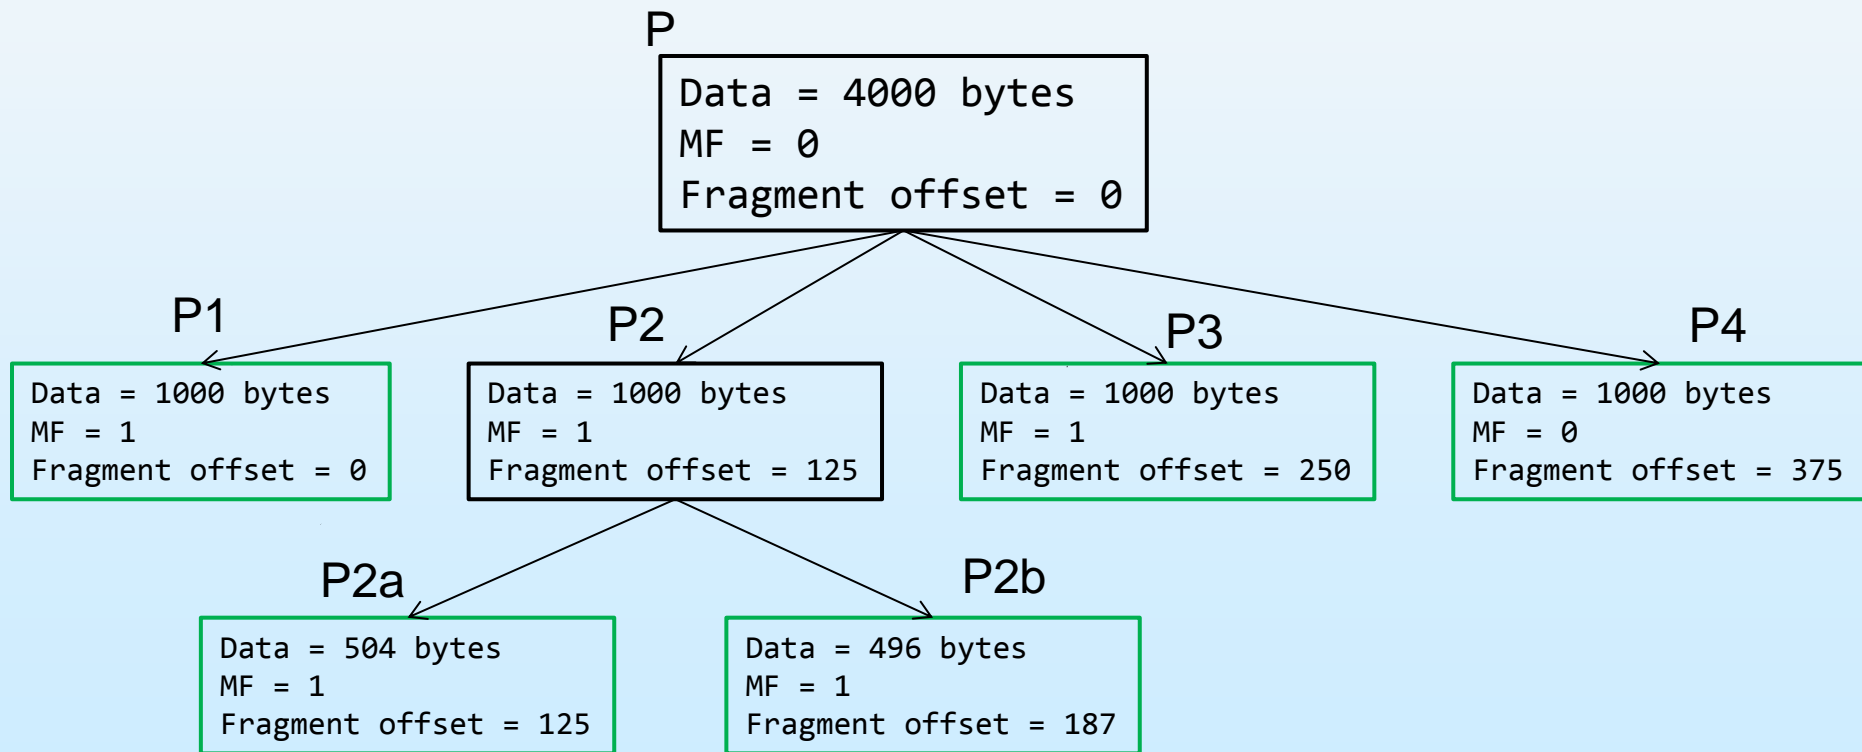 P
Data = 4000 bytes
MF = 0
Fragment offset = 0
P1
Data = 1000 bytes
MF = 1
Fragment offset = 0
P2
Data = 1000 bytes
MF = 1
Fragment offset = 125
P3
Data = 1000 bytes
MF = 1
Fragment offset = 250
P4
Data = 1000 bytes
MF = 0
Fragment offset = 375
P2a
Data = 504 bytes
MF = 1
Fragment offset = 125
P2b
Data = 496 bytes
MF = 1
Fragment offset = 187